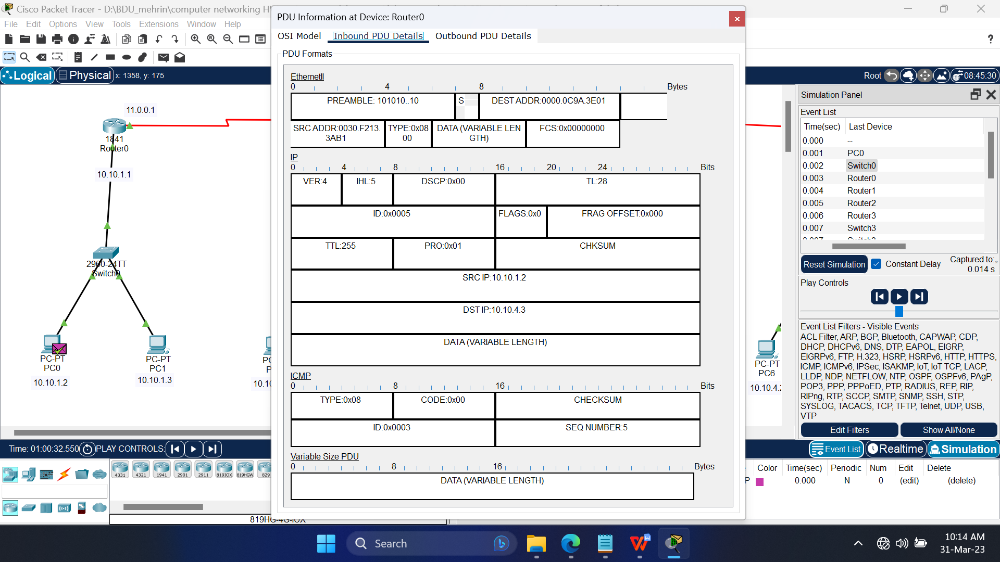 Cisco Packet Tracer - D:\BDU_mehrin\computer networking HW
File Edit Options View Tools Extensions Window Help
?
Logical
Physical
x: 1358, y: 175
Root
08:45:30
PDU Information at Device: Router0
OSI Model
Inbound PDU Details
Outbound PDU Details
PDU Formats
EthernetII
0 4 8 Bytes
PREAMBLE: 101010..10
S
DEST ADDR:0000.0C9A.3E01
SRC ADDR:0030.F213.
3AB1
TYPE:0x08
00
DATA (VARIABLE LEN
GTH)
FCS:0x00000000
IP
0 4 8 16 20 24 Bits
VER:4
IHL:5
DSCP:0x00
TL:28
ID:0x0005
FLAGS:0x0
FRAG OFFSET:0x000
TTL:255
PRO:0x01
CHKSUM
SRC IP:10.10.1.2
DST IP:10.10.4.3
DATA (VARIABLE LENGTH)
ICMP
0 8 16 Bits
TYPE:0x08
CODE:0x00
CHECKSUM
ID:0x0003
SEQ NUMBER:5
Variable Size PDU
0 8 16 Bytes
DATA (VARIABLE LENGTH)
11.0.0.1
1841
Router0
10.10.1.1
2960-24TT
Switch0
PC-PT
PC0
10.10.1.2
PC-PT
PC1
10.10.1.3
PC
P
10.10
PC-PT
PC6
10.10.4.2
Simulation Panel
Event List
Time(sec) Last Device
0.000 --
0.001 PC0
0.002 Switch0
0.003 Router0
0.004 Router1
0.005 Router2
0.006 Router3
0.007 Switch3
0.007 Switch2
Reset Simulation
Constant Delay
Captured to:
0.014 s
Play Controls
Event List Filters - Visible Events
ACL Filter, ARP, BGP, Bluetooth, CAPWAP, CDP,
DHCP, DHCPv6, DNS, DTP, EAPOL, EIGRP,
EIGRPv6, FTP, H.323, HSRP, HSRPv6, HTTP, HTTPS,
ICMP, ICMPv6, IPSec, ISAKMP, IoT, IoT TCP, LACP,
LLDP, NDP, NETFLOW, NTP, OSPF, OSPFv6, PAgP,
POP3, PPP, PPPoED, PTP, RADIUS, REP, RIP,
RIPng, RTP, SCCP, SMTP, SNMP, SSH, STP,
SYSLOG, TACACS, TCP, TFTP, Telnet, UDP, USB,
VTP
Edit Filters
Show All/None
Time: 01:00:32.550
PLAY CONTROLS:
Event List
Realtime
Simulation
4331 4321 1941 2901 2911 819IOX 819HGW 829
819HG-4G-IOX
Color Time(sec) Periodic Num Edit Delete
P 0.000 N 0 (edit) (delete)
Search
10:14 AM
31-Mar-23